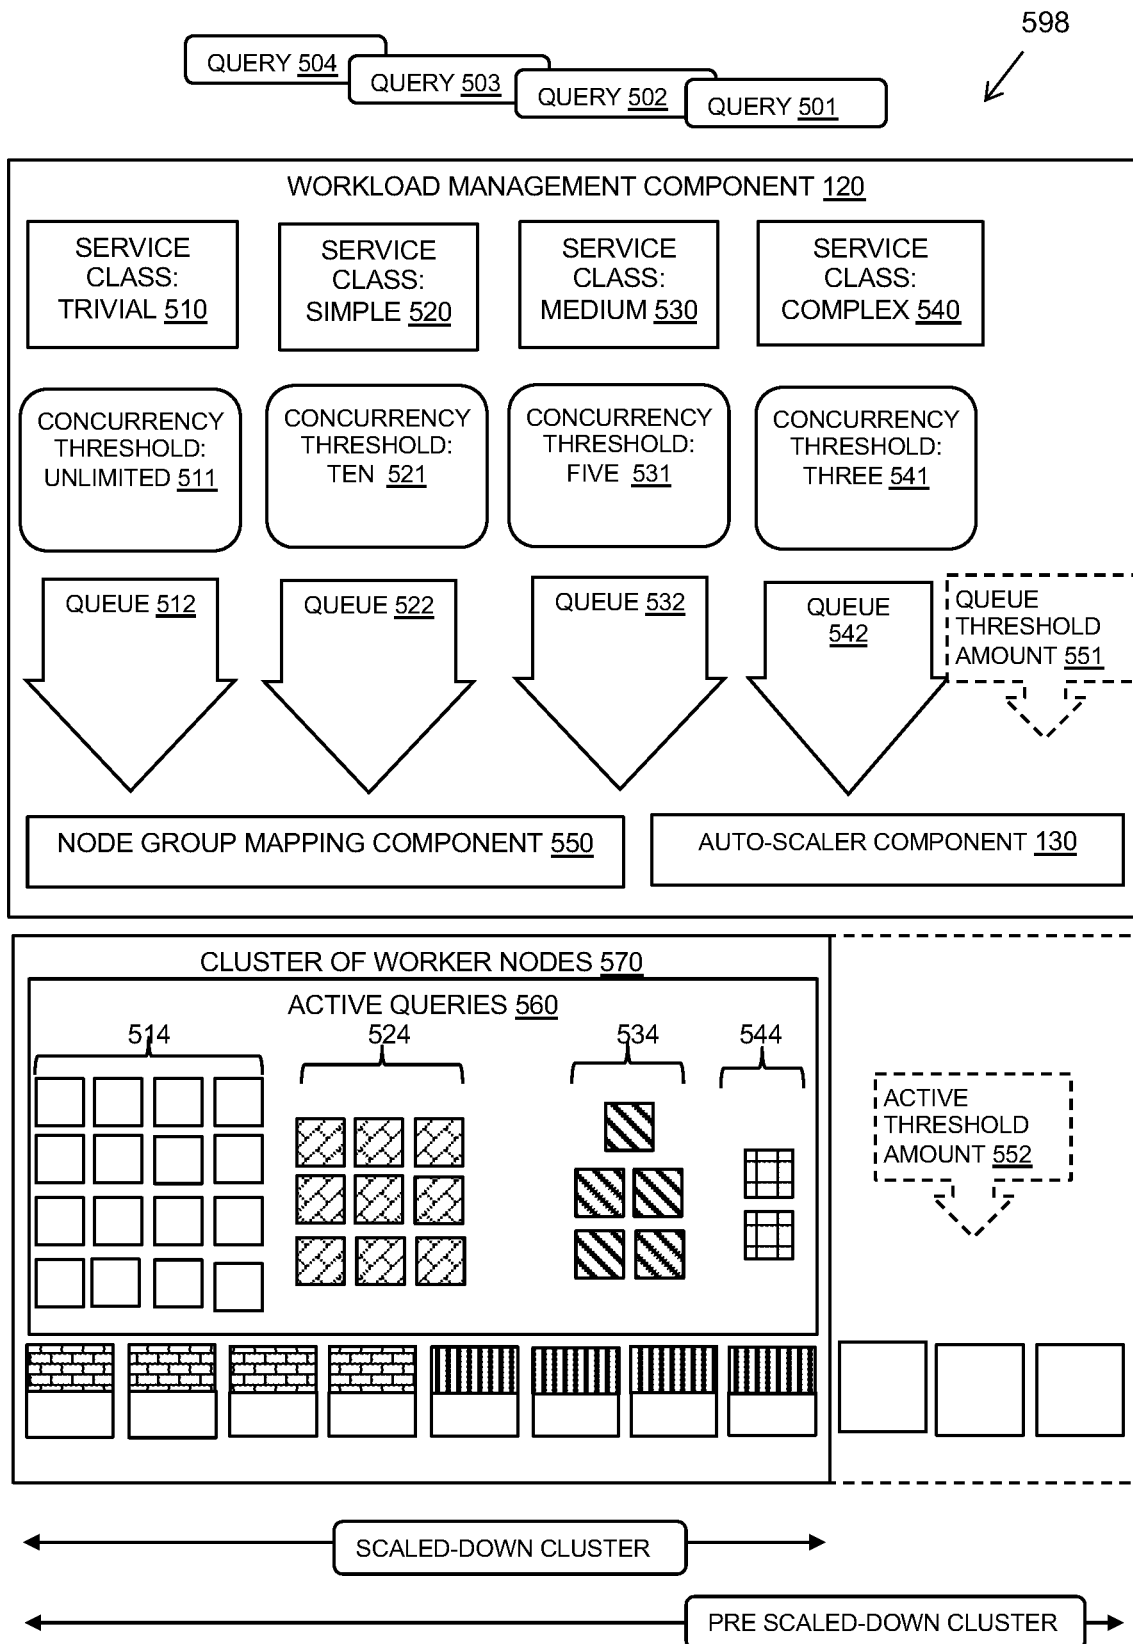 598
QUERY 504
QUERY 503
QUERY 502
QUERY 501
WORKLOAD MANAGEMENT COMPONENT 120
SERVICE
CLASS:
TRIVIAL 510
SERVICE
CLASS:
SIMPLE 520
SERVICE
CLASS:
MEDIUM 530
SERVICE
CLASS:
COMPLEX 540
CONCURRENCY
THRESHOLD:
UNLIMITED 511
CONCURRENCY
THRESHOLD:
TEN 521
CONCURRENCY
THRESHOLD:
FIVE 531
CONCURRENCY
THRESHOLD:
THREE 541
QUEUE 512
QUEUE 522
QUEUE 532
QUEUE
542
QUEUE
THRESHOLD
AMOUNT 551
NODE GROUP MAPPING COMPONENT 550
AUTO-SCALER COMPONENT 130
CLUSTER OF WORKER NODES 570
ACTIVE QUERIES 560
514
524
534
544
ACTIVE
THRESHOLD
AMOUNT 552
SCALED-DOWN CLUSTER
PRE SCALED-DOWN CLUSTER